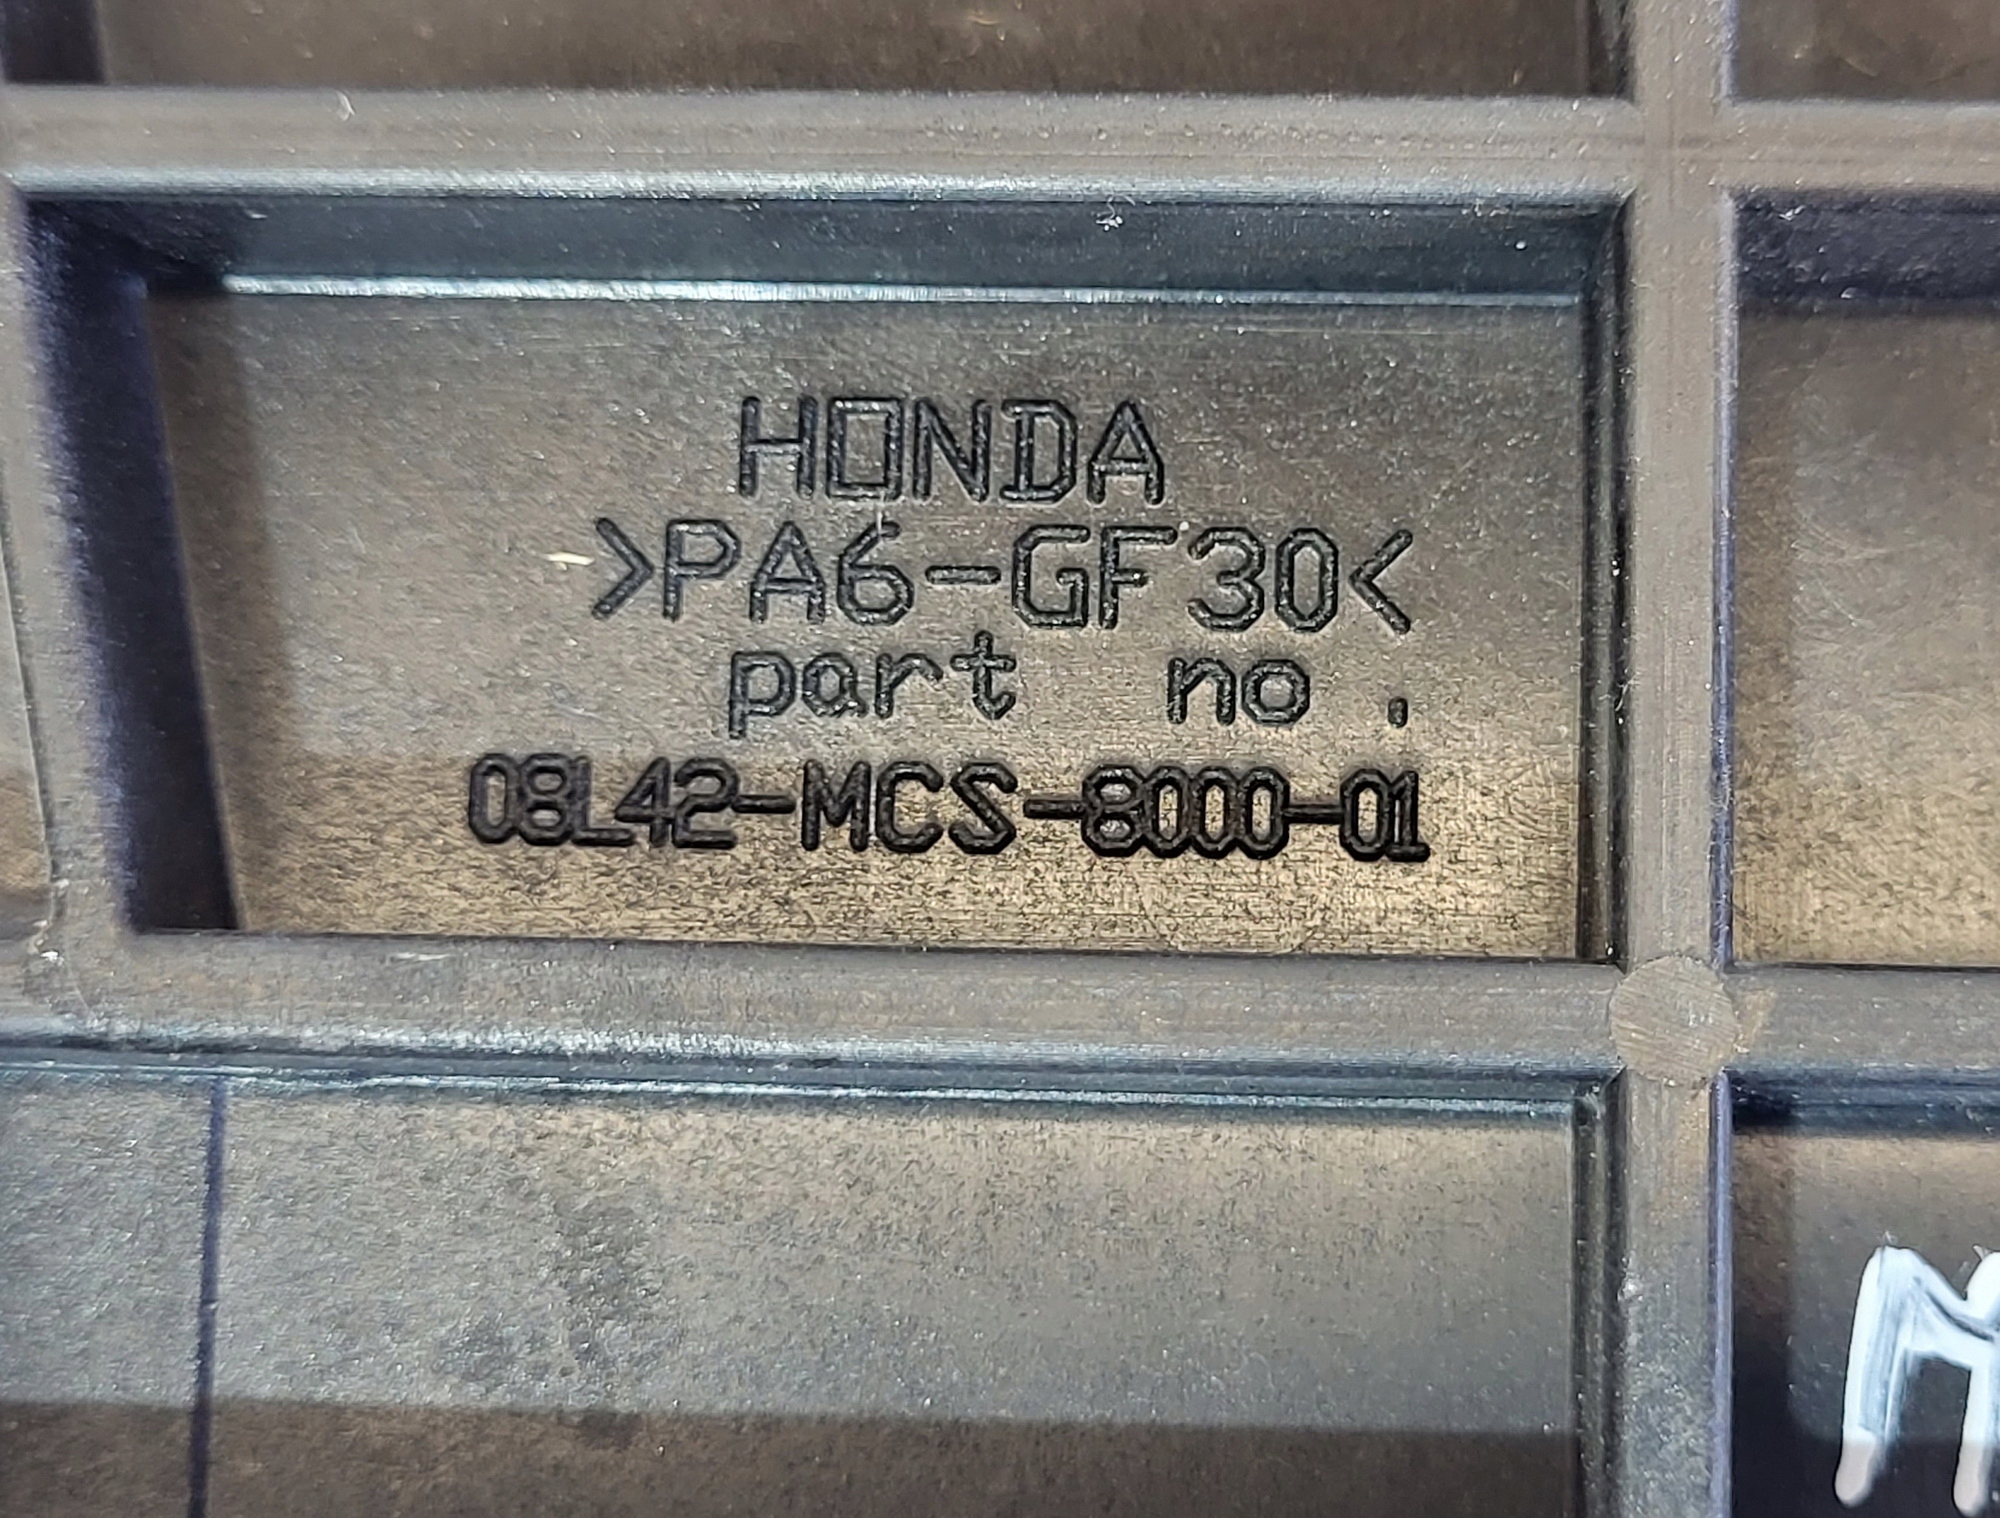 HONDA
>PA6-GF30<
part no.
08L42-MCS-8000-01
M